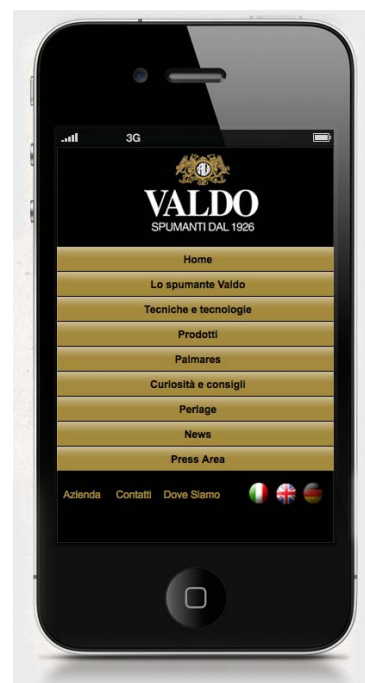 3G
VALDO
SPUMANTI DAL 1926
Home
Lo spumante Valdo
Tecniche e tecnologie
Prodotti
Palmares
Curiosità e consigli
Perlage
News
Press Area
Azienda Contatti Dove Siamo